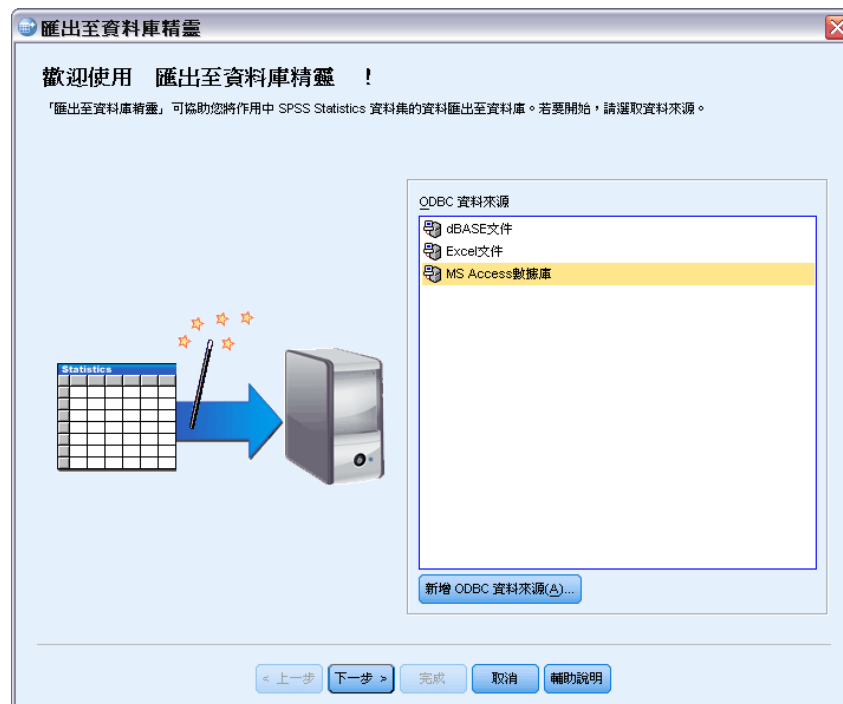 匯出至資料庫精靈
歡迎使用 匯出至資料庫精靈 !
「匯出至資料庫精靈」可協助您將作用中 SPSS Statistics 資料集的資料匯出至資料庫。若要開始，請選取資料來源。
ODBC 資料來源
dBASE文件
Excel文件
MS Access數據庫
Statistics
新增 ODBC 資料來源(A)...
< 上一步 下一步 > 完成 取消 輔助說明